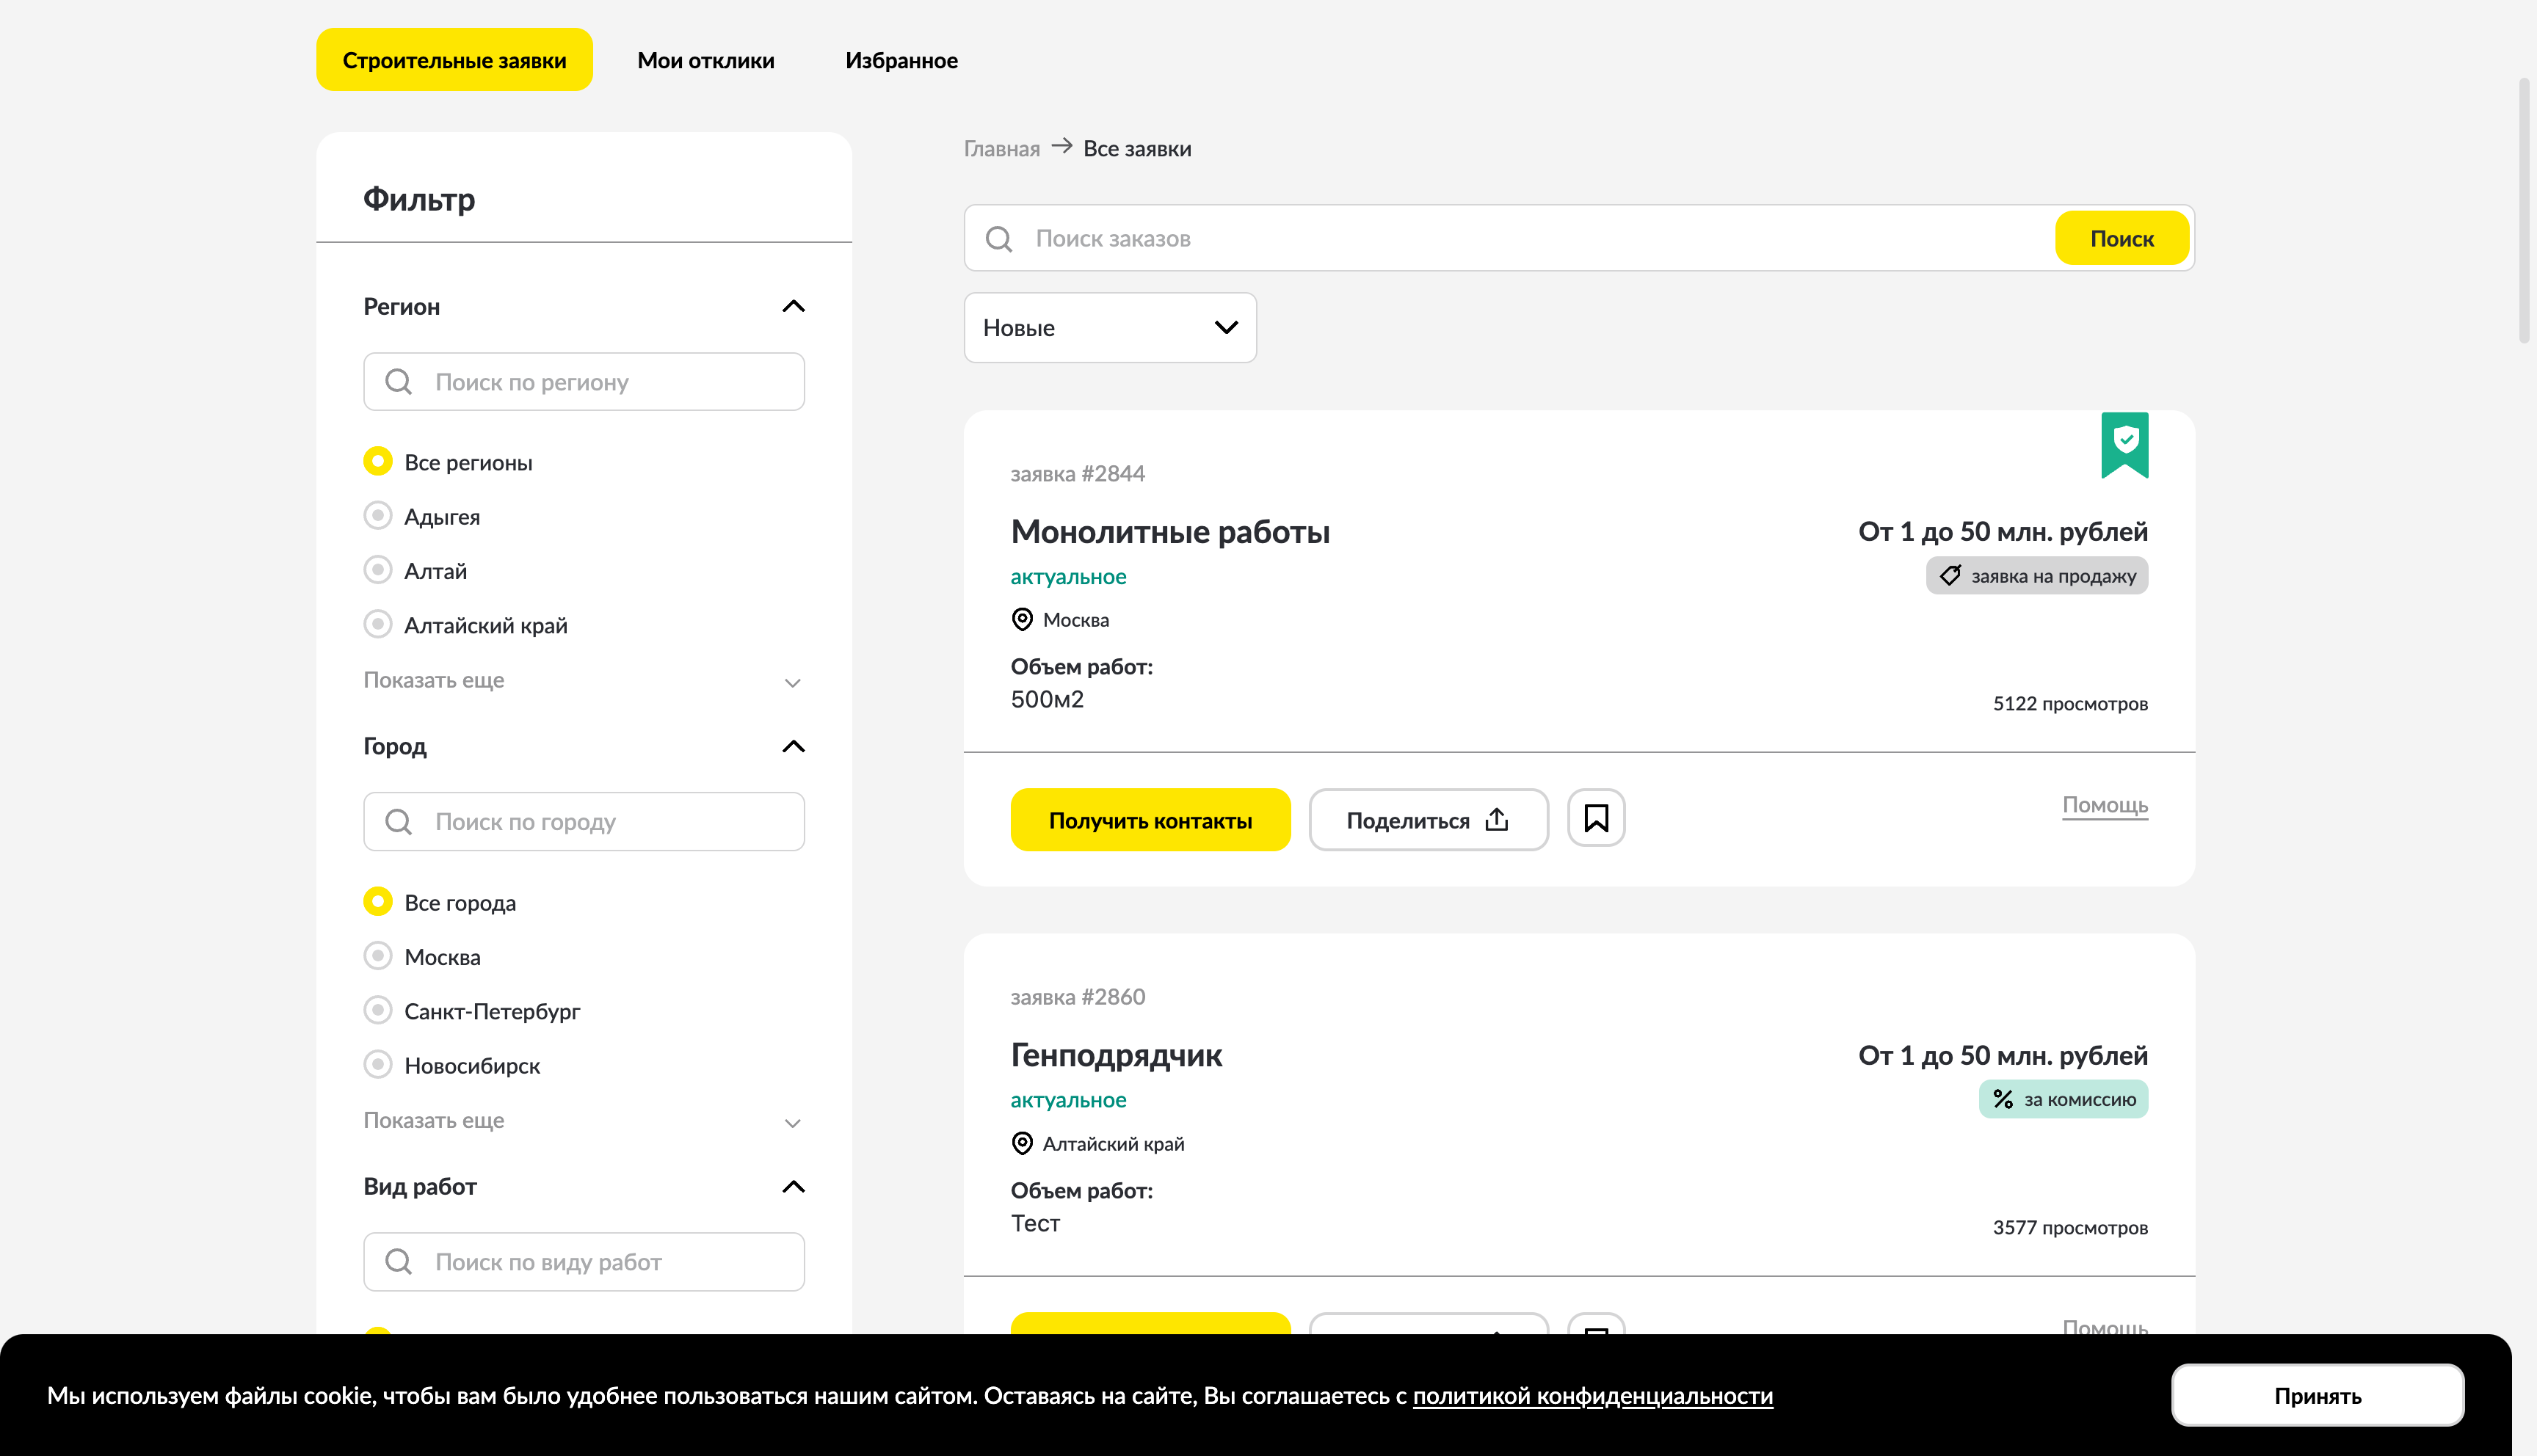 Строительные заявки
Мои отклики
Избранное
Фильтр
Регион
Поиск по региону
Все регионы
Адыгея
Алтай
Алтайский край
Показать еще
Город
Поиск по городу
Все города
Москва
Санкт-Петербург
Новосибирск
Показать еще
Вид работ
Поиск по виду работ
Главная → Все заявки
Поиск заказов
Поиск
Новые
заявка #2844
Монолитные работы
От 1 до 50 млн. рублей
актуальное
заявка на продажу
Москва
Объем работ:
500м2
5122 просмотров
Получить контакты
Поделиться
Помощь
заявка #2860
Генподрядчик
От 1 до 50 млн. рублей
актуальное
за комиссию
Алтайский край
Объем работ:
Тест
3577 просмотров
Помощь
Мы используем файлы cookie, чтобы вам было удобнее пользоваться нашим сайтом. Оставаясь на сайте, Вы соглашаетесь с политикой конфиденциальности
Принять